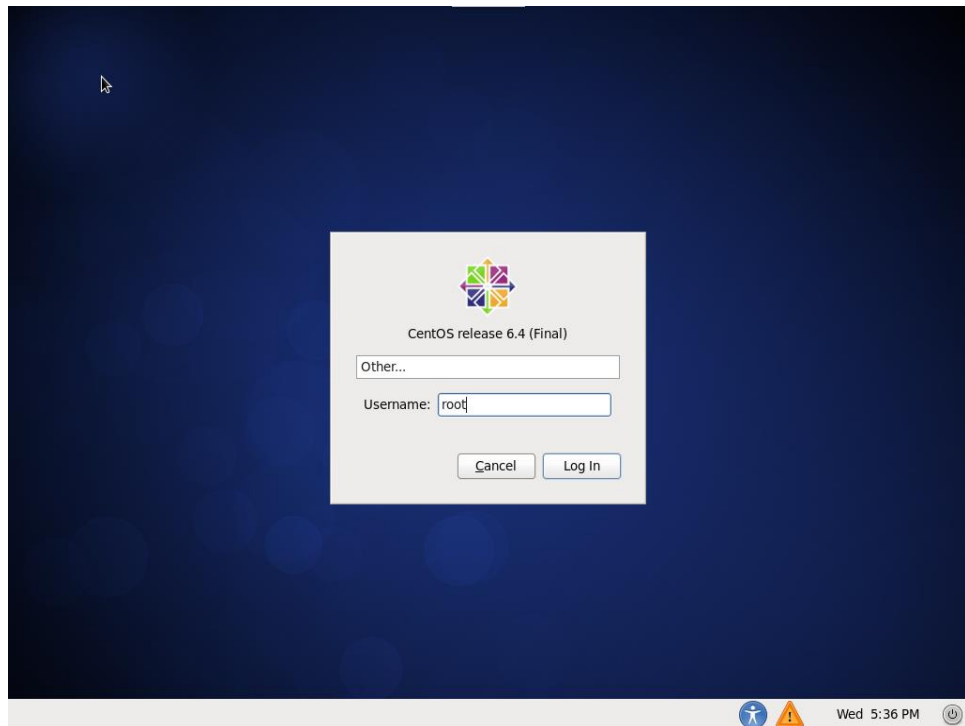 CentOS release 6.4 (Final)
Other...
Username: root
Cancel Log In
Wed 5:36 PM